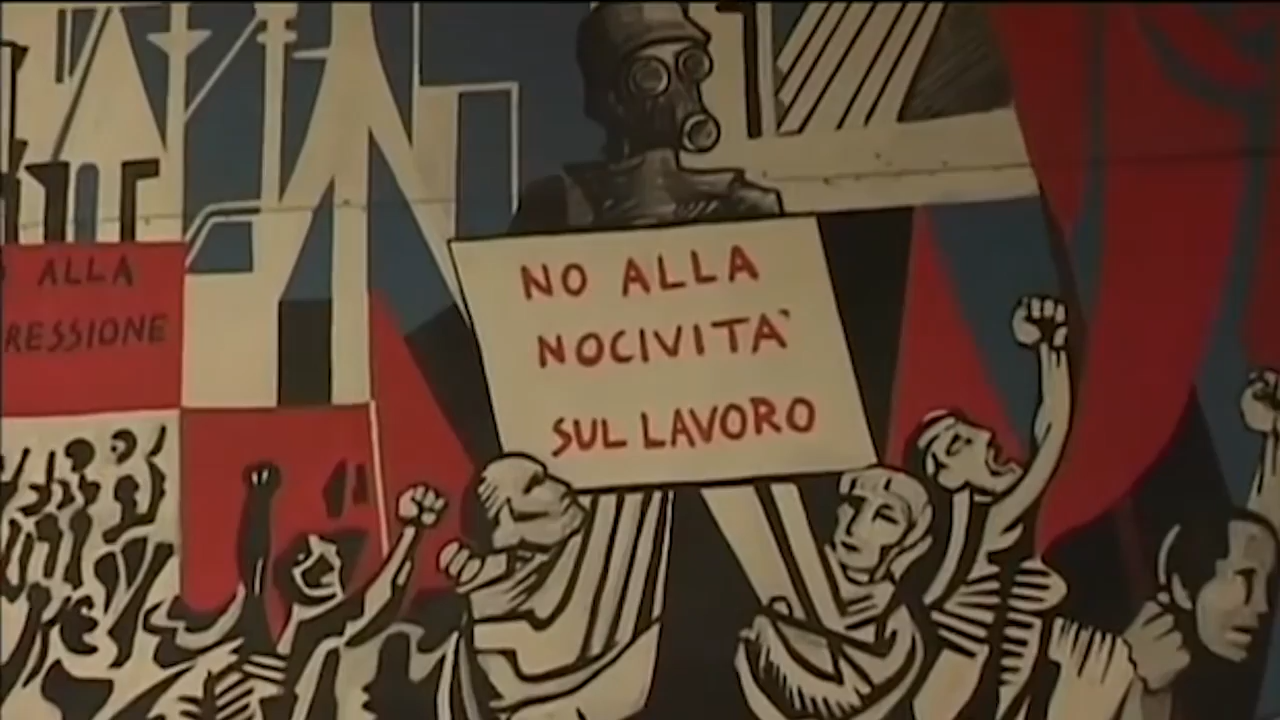 ALLA
RESSIONE
NO ALLA
NOCIVITA'
SUL LAVORO